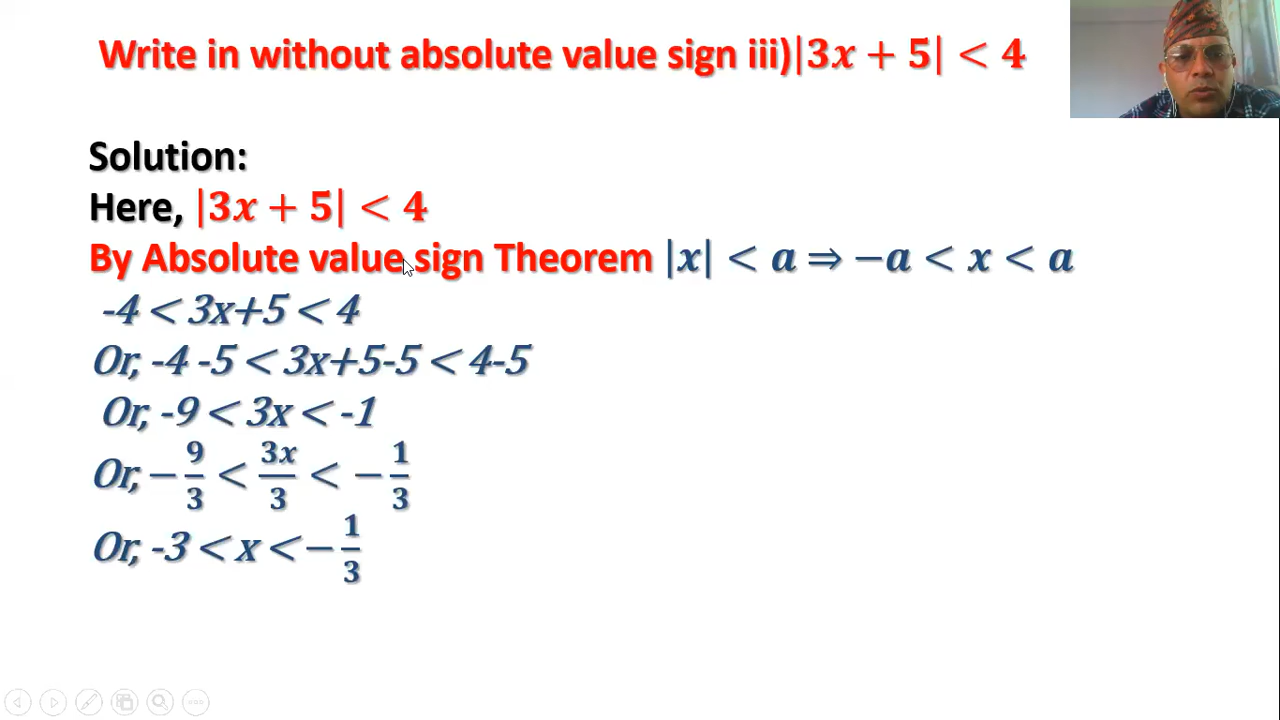 Write in without absolute value sign iii)|3x + 5| < 4
Solution:
Here, |3x + 5| < 4
By Absolute value sign Theorem |x| < a ⇒ −a < x < a
-4 < 3x+5 < 4
Or, -4 -5 < 3x+5-5 < 4-5
Or, -9 < 3x < -1
Or, − 9/3 < 3x/3 < − 1/3
Or, -3 < x < − 1/3